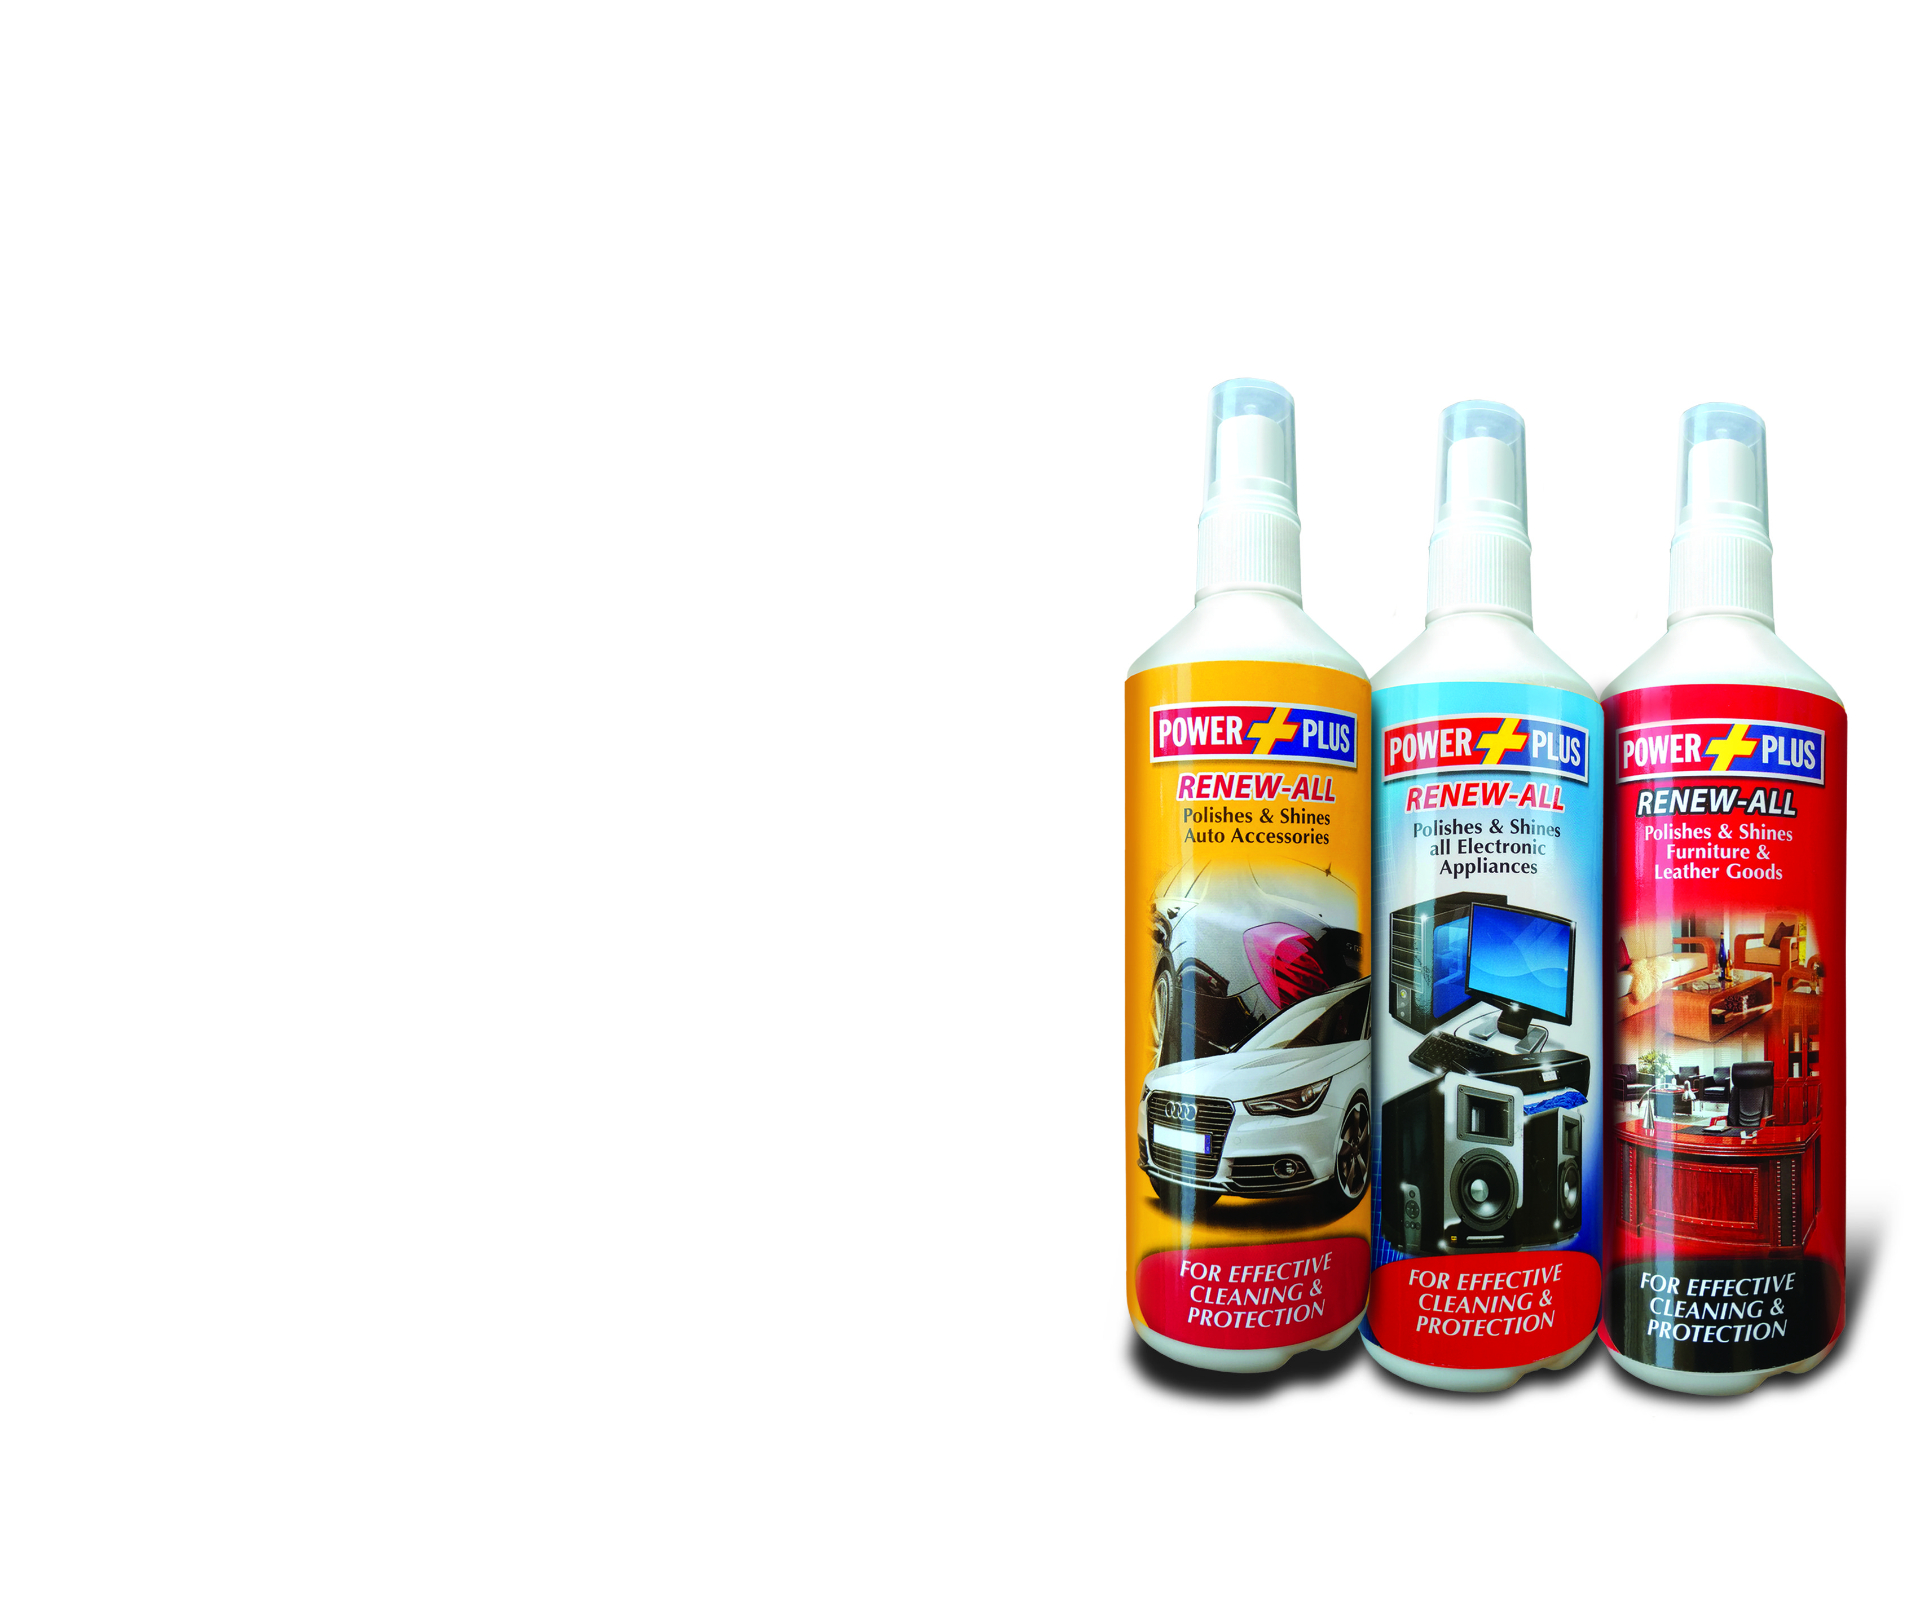 POWER PLUS
RENEW-ALL
Polishes & Shines
Auto Accessories
FOR EFFECTIVE
CLEANING &
PROTECTION
POWER PLUS
RENEW-ALL
Polishes & Shines
all Electronic
Appliances
FOR EFFECTIVE
CLEANING &
PROTECTION
POWER PLUS
RENEW-ALL
Polishes & Shines
Furniture &
Leather Goods
FOR EFFECTIVE
CLEANING &
PROTECTION